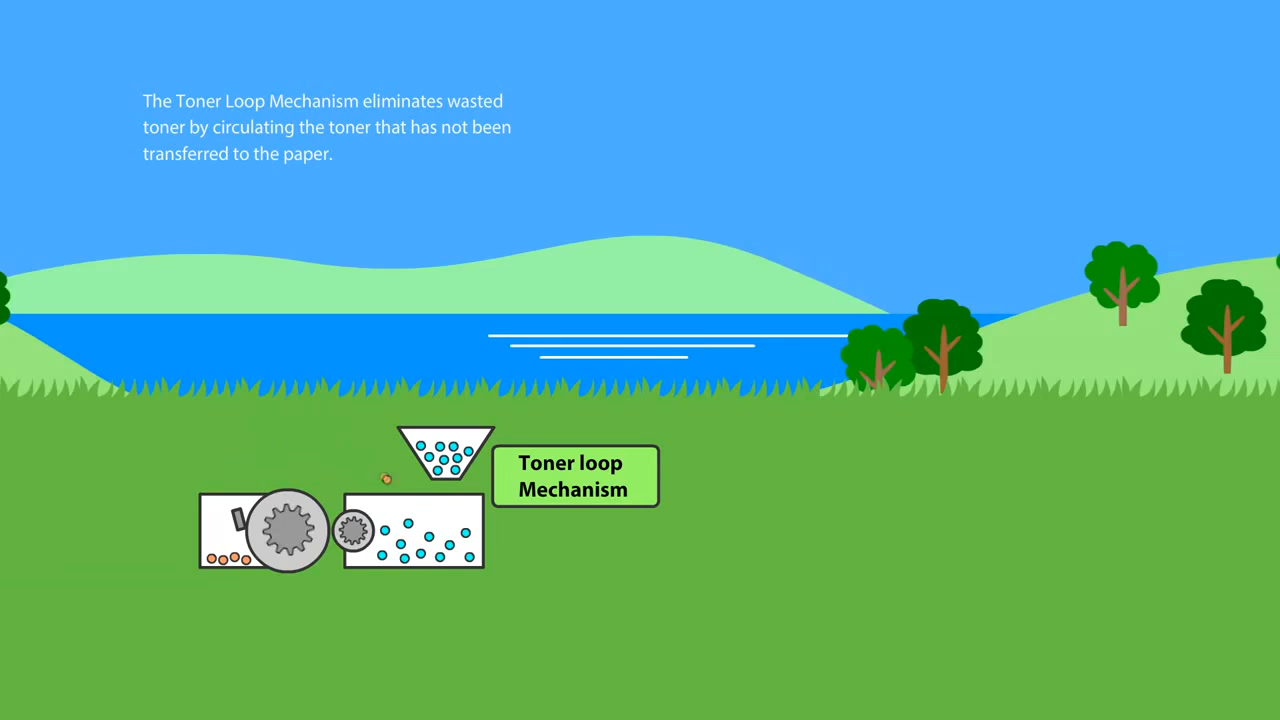 The Toner Loop Mechanism eliminates wasted
toner by circulating the toner that has not been
transferred to the paper.
Toner loop
Mechanism